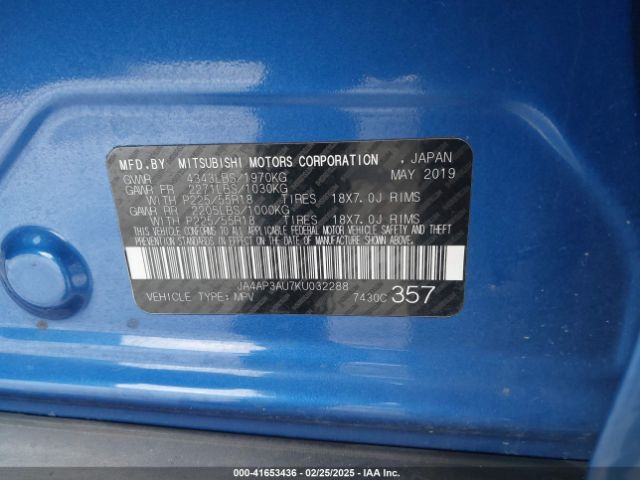 MFD.BY MITSUBISHI MOTORS CORPORATION . JAPAN
GVWR 4343LBS/1970KG MAY 2019
GAWR FR 2271LBS/1030KG
WITH P225/55R18 TIRES 18X7.0J RIMS
GAWR RR 2205LBS/1000KG
WITH P225/55R18 TIRES 18X7.0J RIMS
THIS VEHICLE CONFORMS TO ALL APPLICABLE
FEDERAL MOTOR VEHICLE SAFETY AND THEFT
PREVENTION STANDARDS IN EFFECT ON THE
DATE OF MANUFACTURE SHOWN ABOVE.
JA4AP3AU7KU032288
VEHICLE TYPE:MPV 7430C 357
000-41653436 - 02/25/2025 - IAA, Inc.